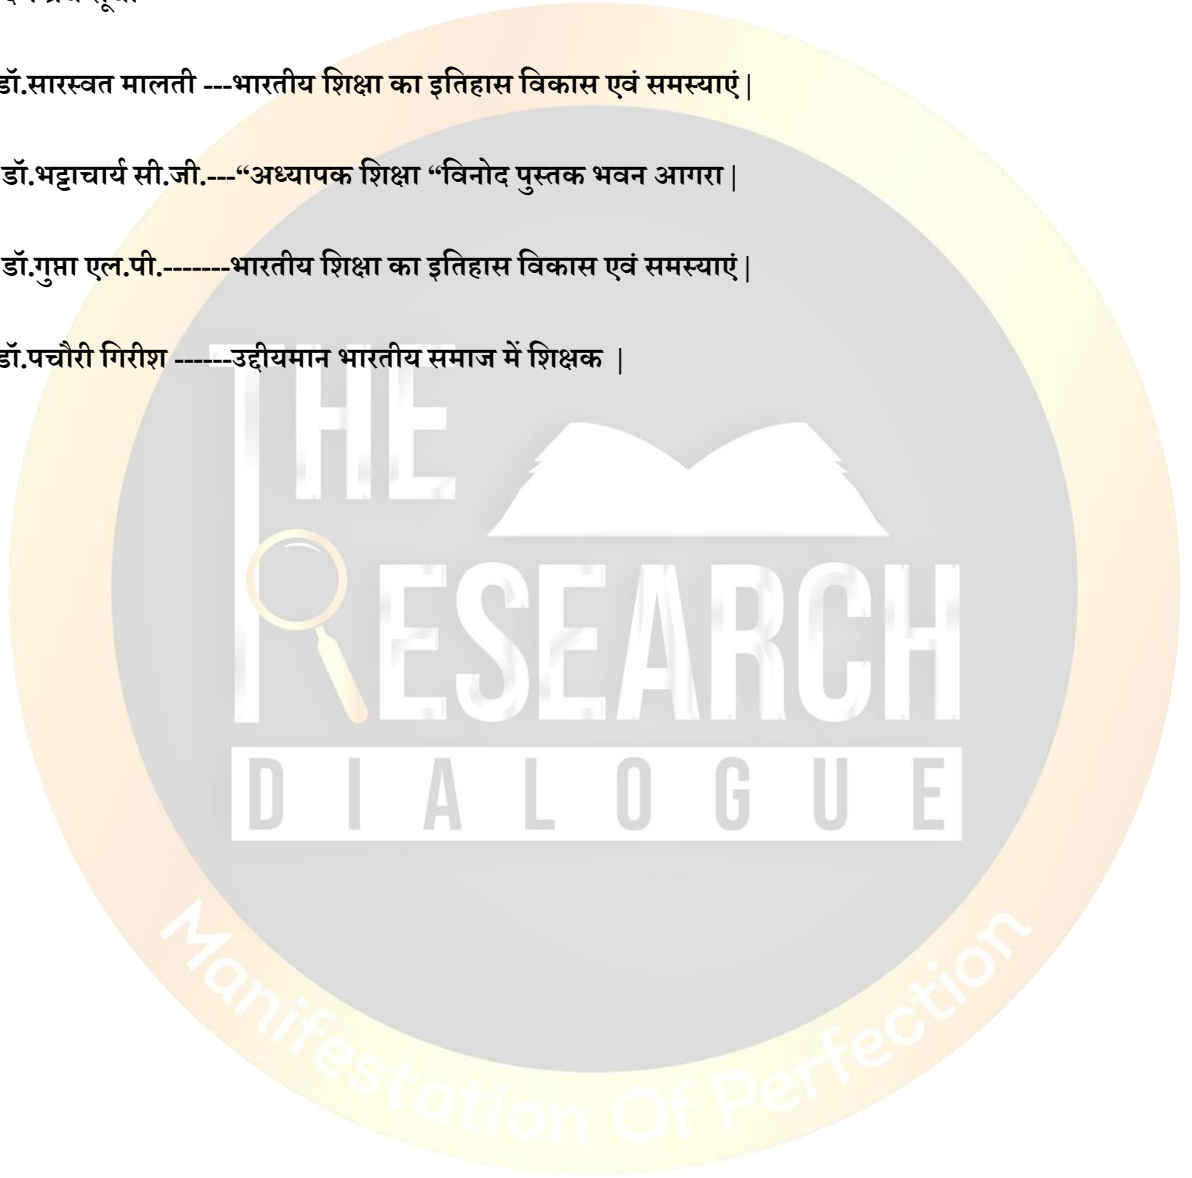 डॉ.सारस्वत मालती ---भारतीय शिक्षा का इतिहास विकास एवं समस्याएं|
डॉ.भट्टाचार्य सी.जी.---“अध्यापक शिक्षा “विनोद पुस्तक भवन आगरा|
डॉ.गुप्ता एल.पी.-------भारतीय शिक्षा का इतिहास विकास एवं समस्याएं|
डॉ.पचौरी गिरीश ------उद्दीयमान भारतीय समाज में शिक्षक |
THE
RESEARCH
DIALOGUE
Manifestation Of Perfection